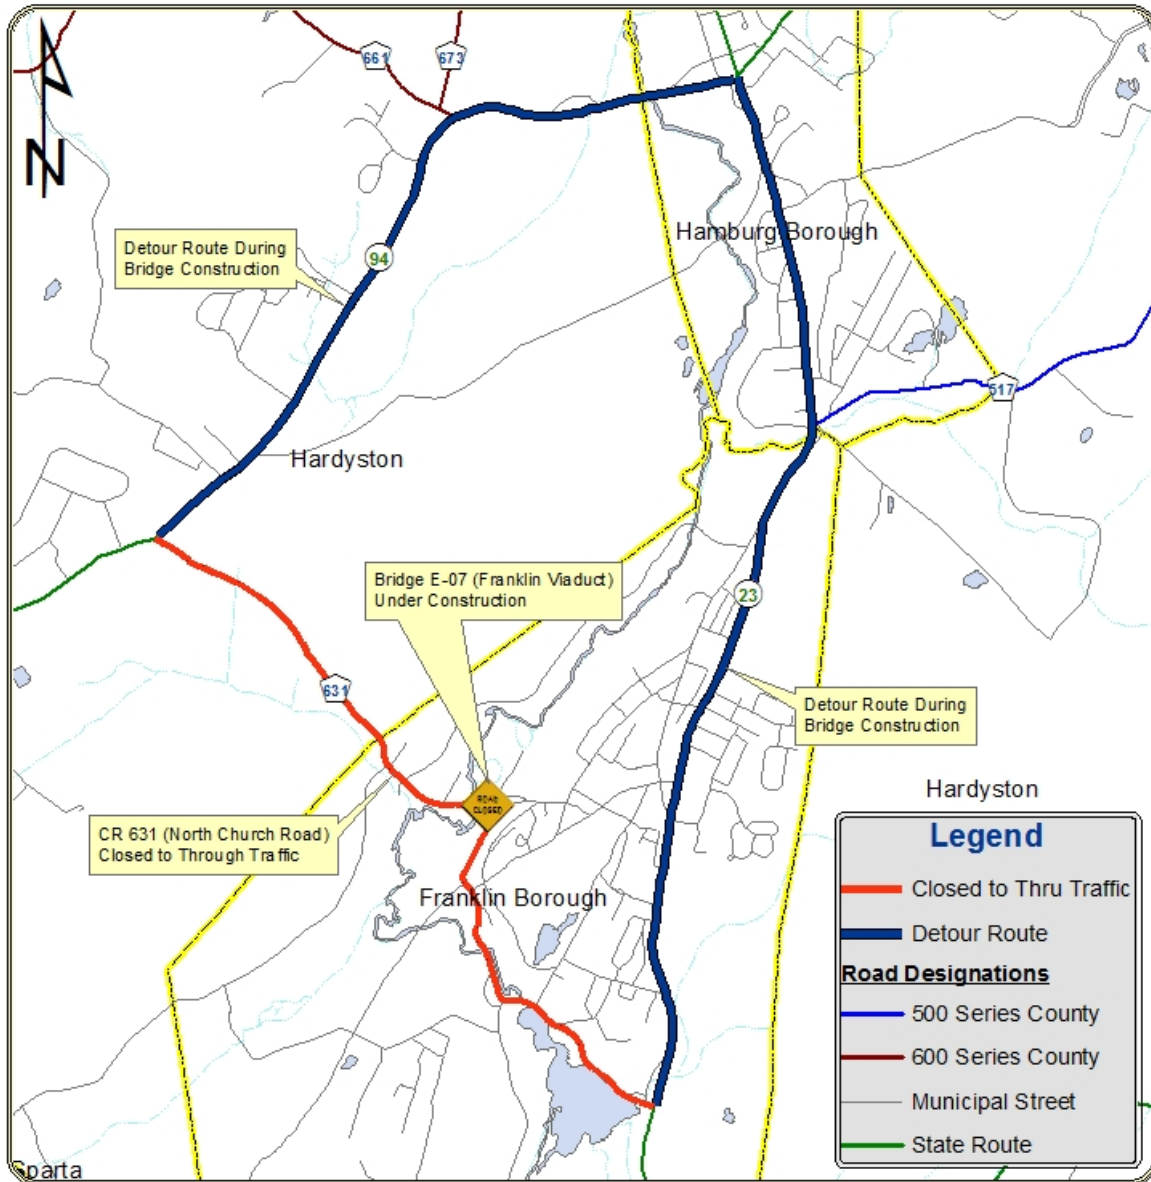 661
673
N
Hamburg Borough
Detour Route During
Bridge Construction
94
517
Hardyston
Bridge E-07 (Franklin Viaduct)
Under Construction
23
631
Detour Route During
Bridge Construction
Hardyston
ROAD
CLOSED
CR 631 (North Church Road)
Closed to Through Traffic
Franklin Borough
Legend
Closed to Thru Traffic
Detour Route
Road Designations
500 Series County
600 Series County
Municipal Street
State Route
Sparta